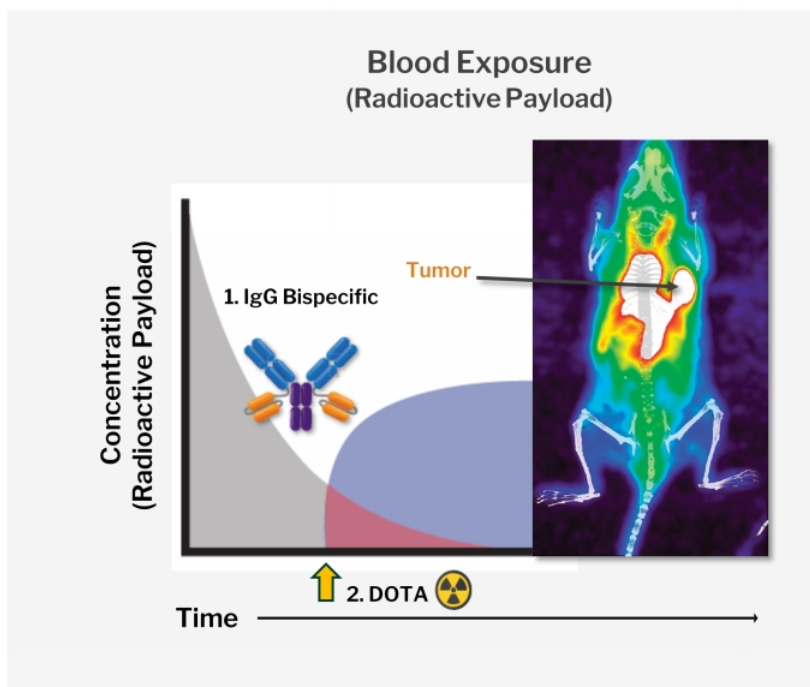 Blood Exposure
(Radioactive Payload)
Tumor
1. IgG Bispecific
Concentration
(Radioactive Payload)
2. DOTA
Time